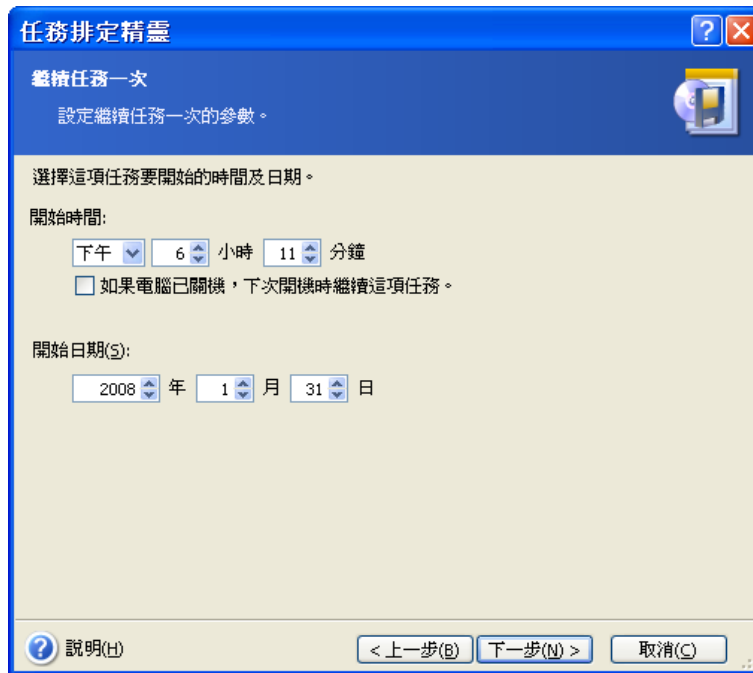 任務排定精靈
繼續任務一次
設定繼續任務一次的參數。
選擇這項任務要開始的時間及日期。
開始時間:
下午 6 小時 11 分鐘
如果電腦已關機，下次開機時繼續這項任務。
開始日期(S):
2008 年 1 月 31 日
說明(H) < 上一步(B) 下一步(N) > 取消(C)